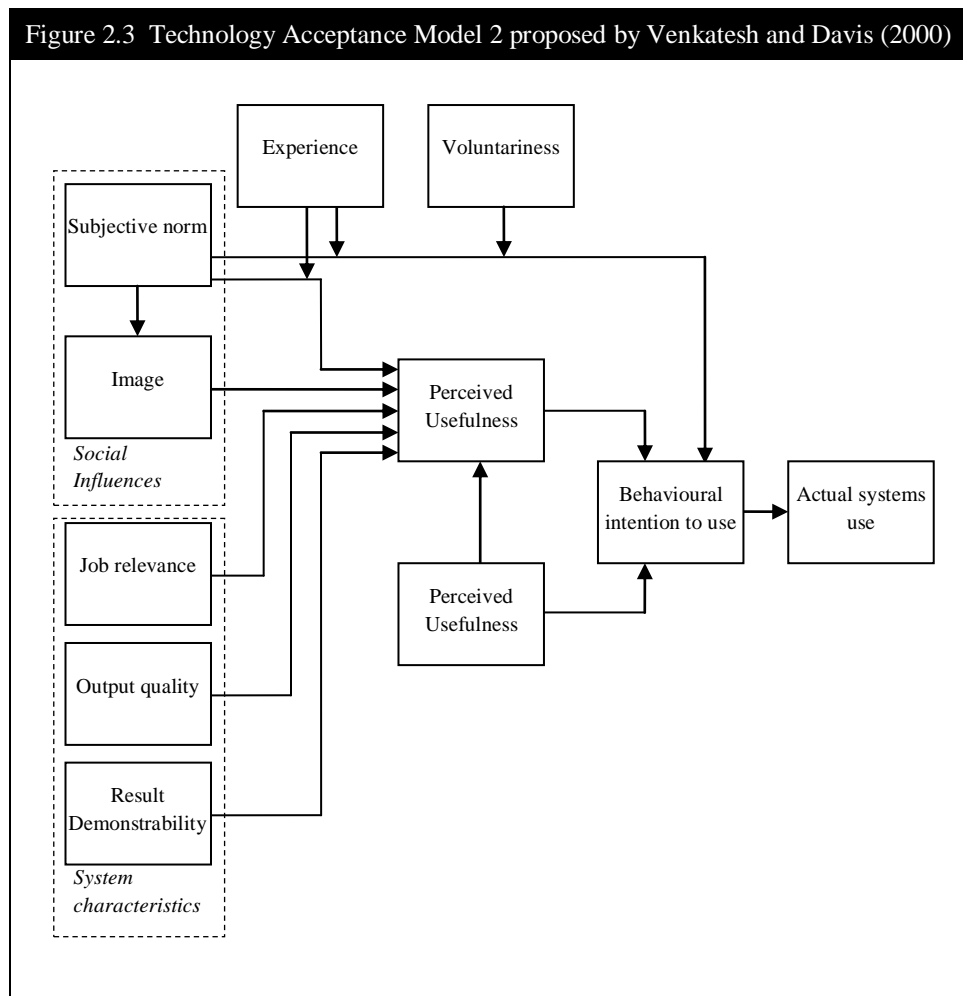 Figure 2.3 Technology Acceptance Model 2 proposed by Venkatesh and Davis (2000)
Experience
Voluntariness
Subjective norm
Image
Social
Influences
Perceived
Usefulness
Behavioural
intention to use
Actual systems
use
Job relevance
Perceived
Usefulness
Output quality
Result
Demonstrability
System
characteristics